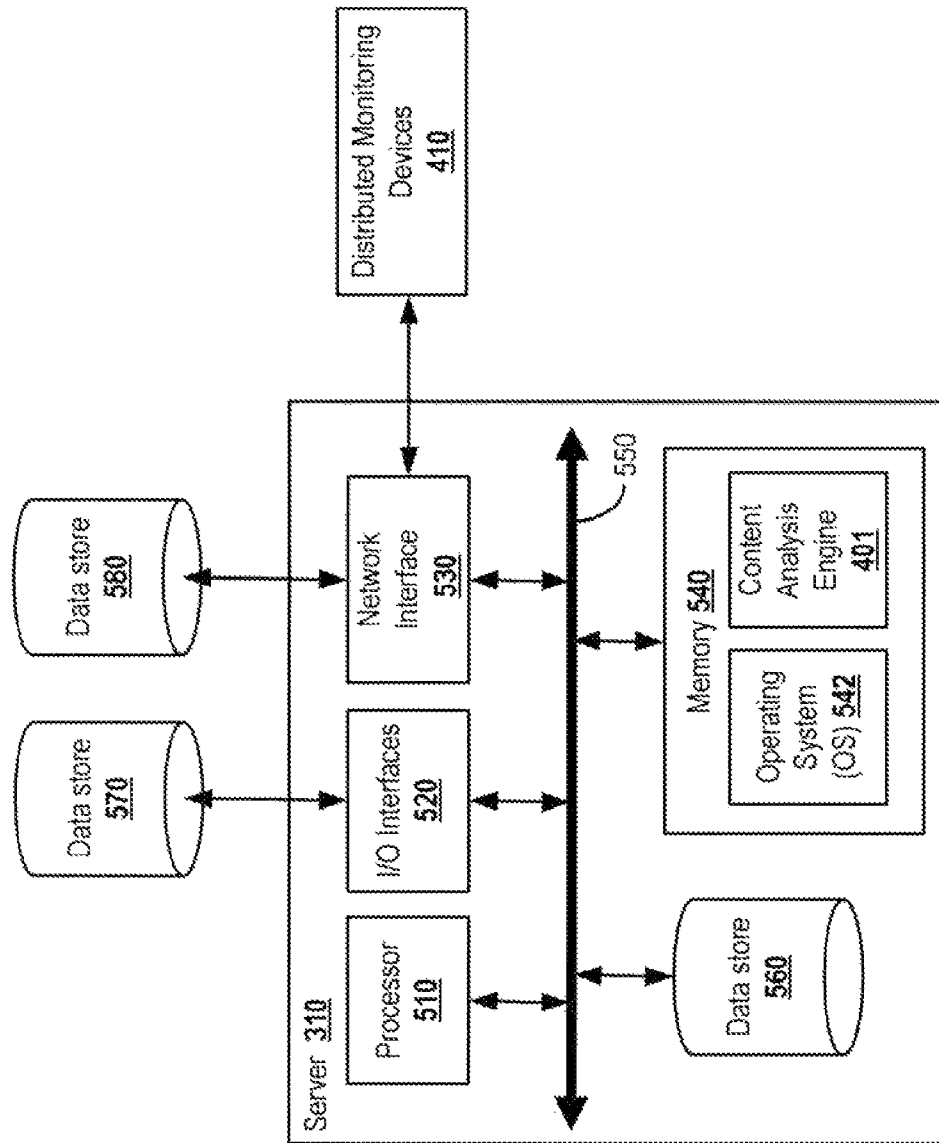 Data store
570
Data store
580
Server 310
Processor
510
I/O Interfaces
520
Network
Interface
530
Distributed Monitoring
Devices
410
550
Data store
560
Memory 540
Operating
System
(OS) 542
Content
Analysis
Engine
401